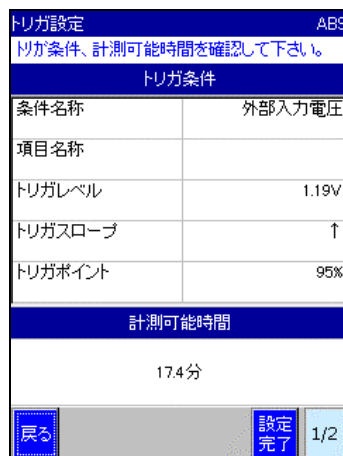 トリガ設定 ABS
トリガ条件、計測可能時間を確認して下さい。
トリガ条件
条件名称 外部入力電圧
項目名称
トリガレベル 1.19V
トリガスロープ ↑
トリガポイント 95%
計測可能時間
17.4分
戻る 設定 1/2
完了